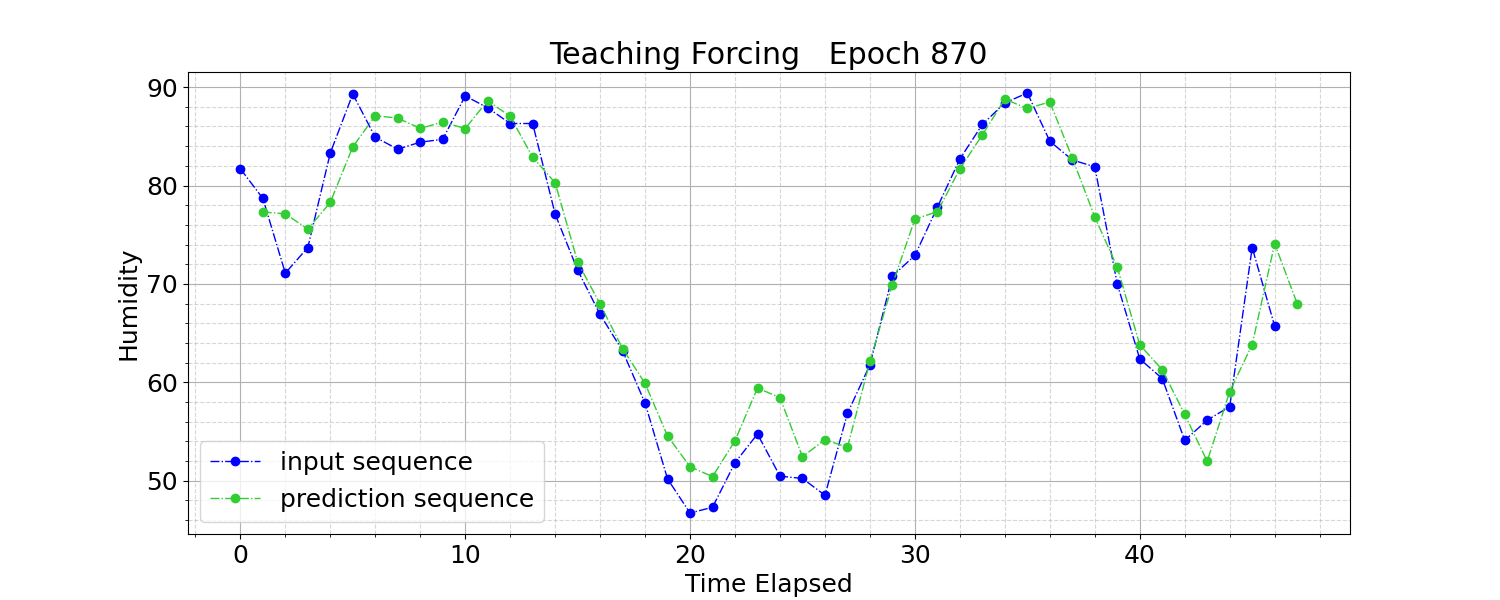 Teaching Forcing   Epoch 870
Humidity
90
80
70
60
50
input sequence
prediction sequence
0 10 20 30 40
Time Elapsed